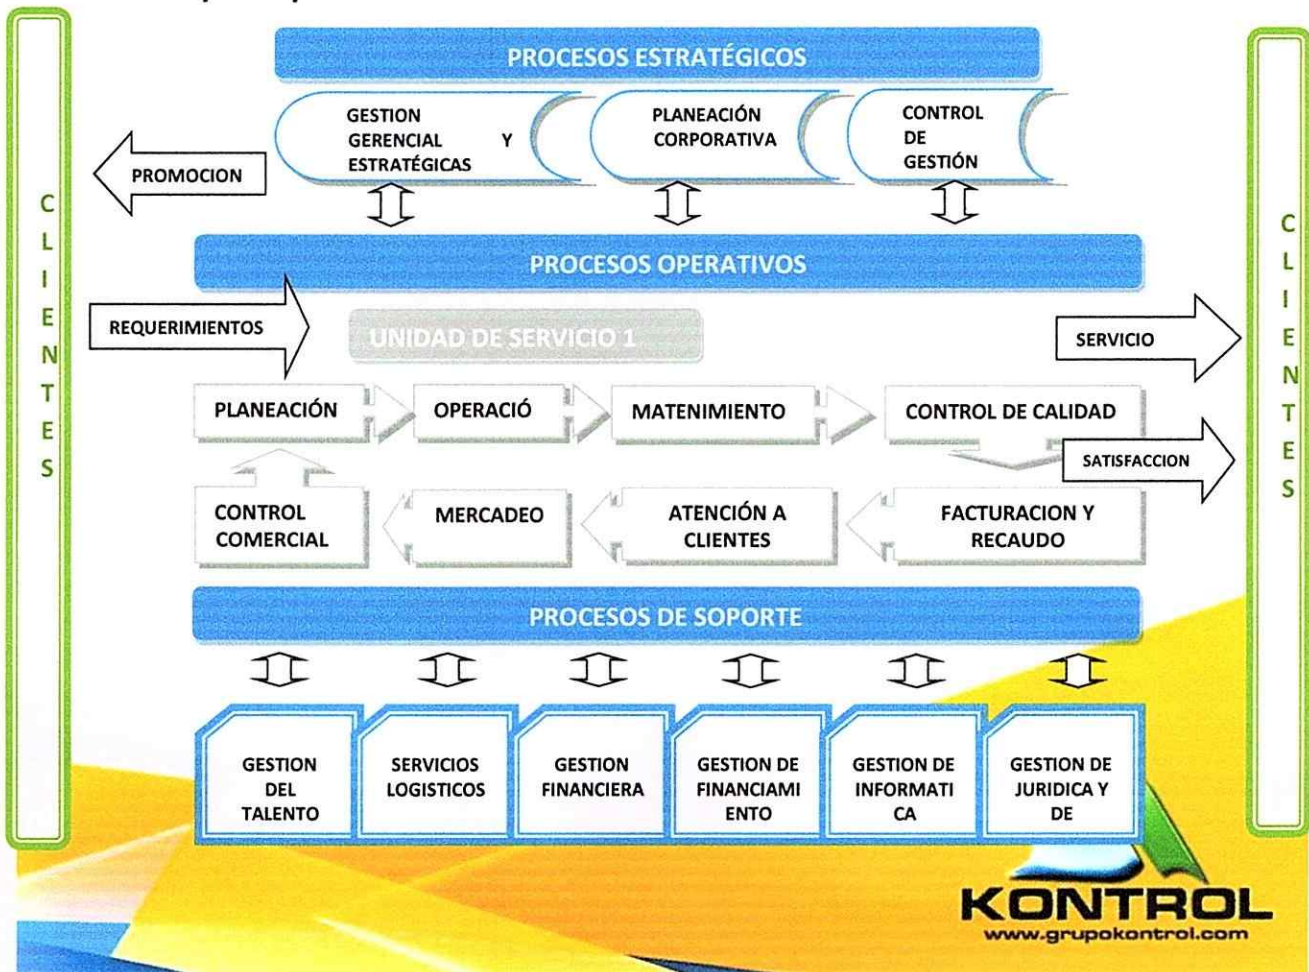 PROCESOS ESTRATÉGICOS
GESTION
GERENCIAL Y
ESTRATÉGICAS
PLANEACIÓN
CORPORATIVA
CONTROL
DE
GESTIÓN
PROMOCION
CLIENTES
CLIENTES
PROCESOS OPERATIVOS
REQUERIMIENTOS
UNIDAD DE SERVICIO 1
SERVICIO
PLANEACIÓN
OPERACIÓ
MATENIMIENTO
CONTROL DE CALIDAD
SATISFACCION
CONTROL
COMERCIAL
MERCADEO
ATENCIÓN A
CLIENTES
FACTURACION Y
RECAUDO
PROCESOS DE SOPORTE
GESTION
DEL
TALENTO
SERVICIOS
LOGISTICOS
GESTION
FINANCIERA
GESTION DE
FINANCIAMI
ENTO
GESTION DE
INFORMATI
CA
GESTION DE
JURIDICA Y
DE
KONTROL
www.grupokontrol.com